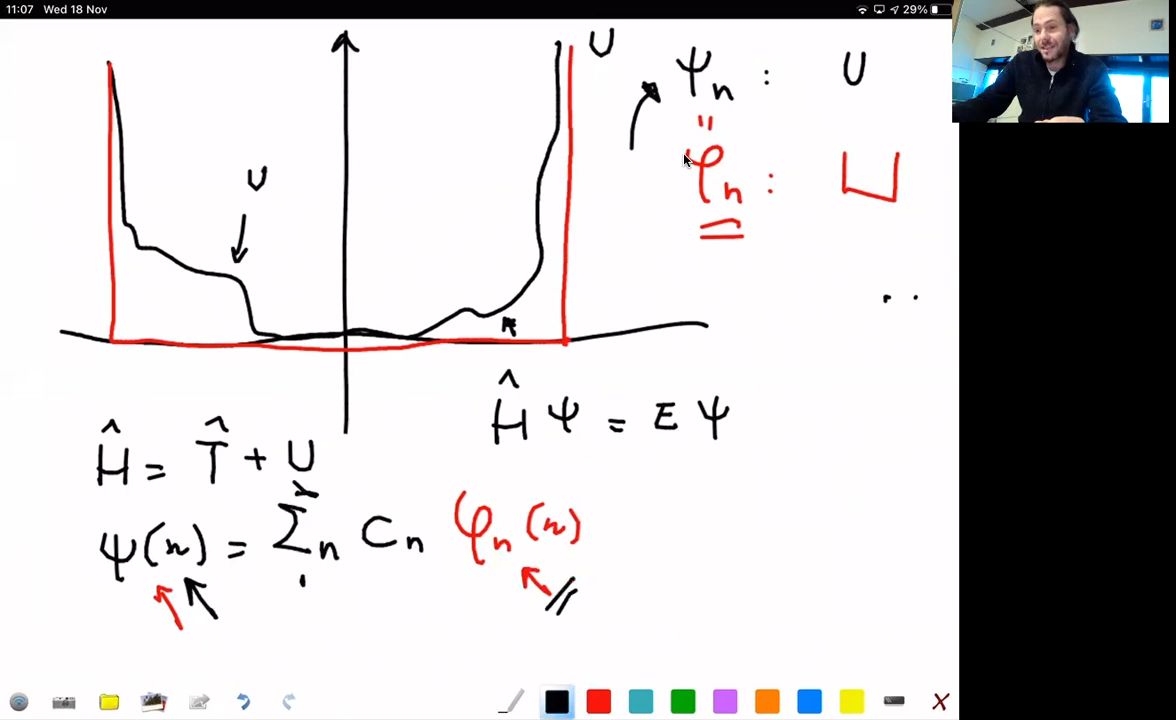 11:07 Wed 18 Nov 29%
U
ψn : U
"
φn :
U
Ĥψ = Eψ
Ĥ = T̂ + U
ψ(x) = Σn Cn φn(x)